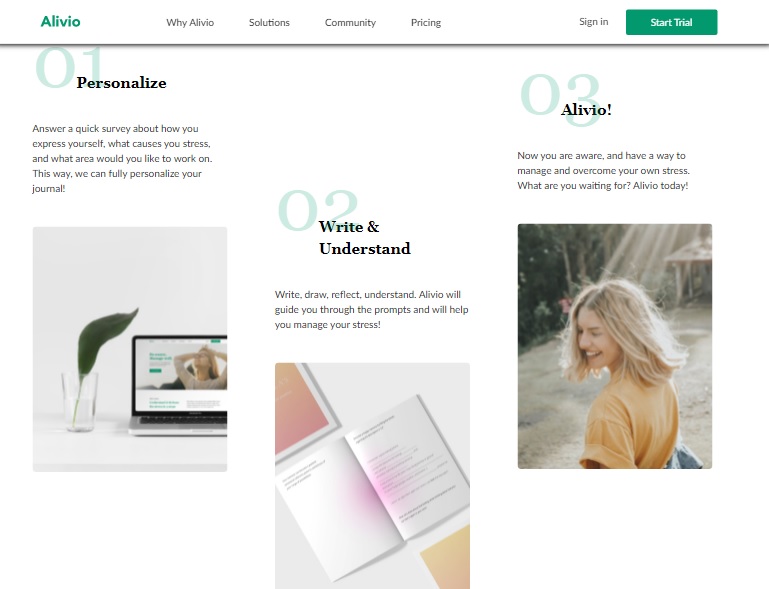 Alivio
Why Alivio
Solutions
Community
Pricing
Sign in
Start Trial
01
Personalize
Answer a quick survey about how you
express yourself, what causes you stress,
and what area would you like to work on.
This way, we can fully personalize your
journal!
02
Write &
Understand
Write, draw, reflect, understand. Alivio will
guide you through the prompts and will help
you manage your stress!
03
Alivio!
Now you are aware, and have a way to
manage and overcome your own stress.
What are you waiting for? Alivio today!